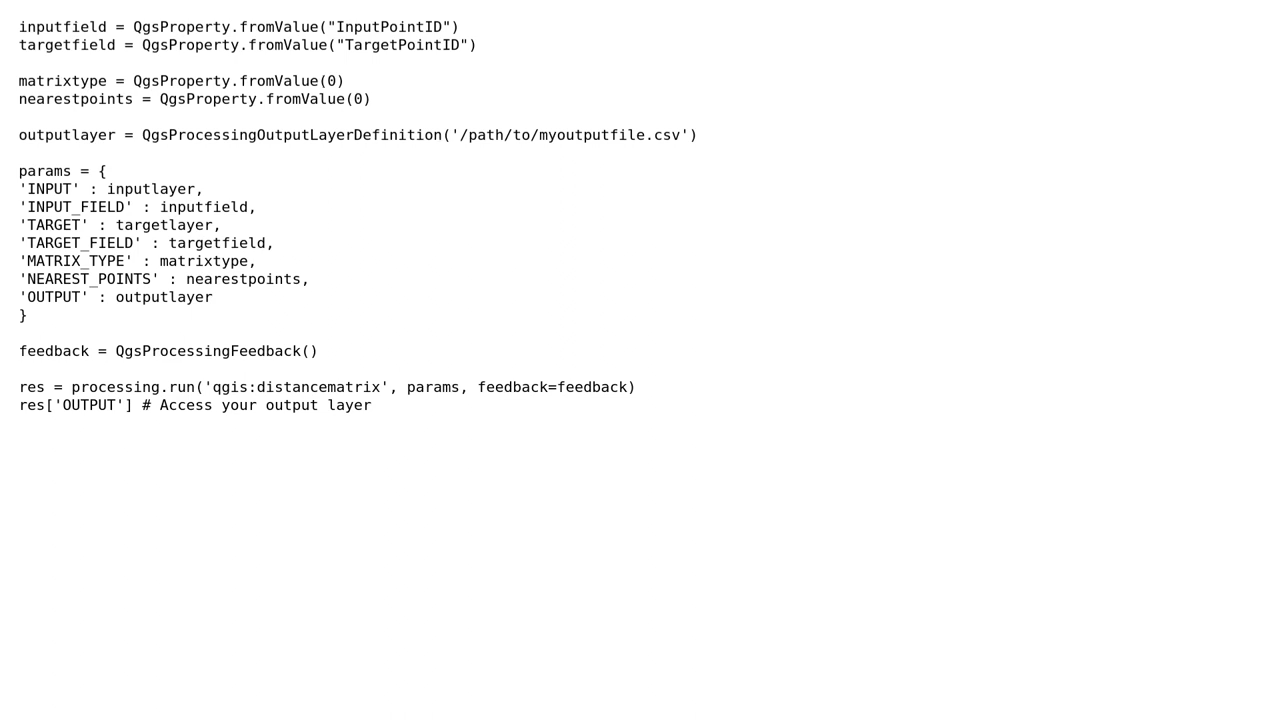 inputfield = QgsProperty.fromValue("InputPointID")
targetfield = QgsProperty.fromValue("TargetPointID")

matrixtype = QgsProperty.fromValue(0)
nearestpoints = QgsProperty.fromValue(0)

outputlayer = QgsProcessingOutputLayerDefinition('/path/to/myoutputfile.csv')

params = {
'INPUT' : inputlayer,
'INPUT_FIELD' : inputfield,
'TARGET' : targetlayer,
'TARGET_FIELD' : targetfield,
'MATRIX_TYPE' : matrixtype,
'NEAREST_POINTS' : nearestpoints,
'OUTPUT' : outputlayer
}

feedback = QgsProcessingFeedback()

res = processing.run('qgis:distancematrix', params, feedback=feedback)
res['OUTPUT'] # Access your output layer